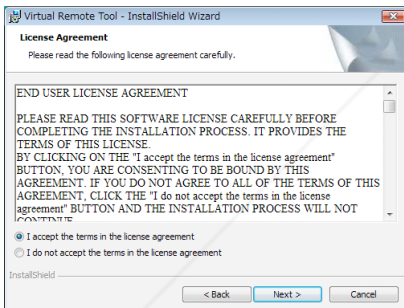 Virtual Remote Tool - InstallShield Wizard
License Agreement
Please read the following license agreement carefully.
END USER LICENSE AGREEMENT
PLEASE READ THIS SOFTWARE LICENSE CAREFULLY BEFORE
COMPLETING THE INSTALLATION PROCESS. IT PROVIDES THE
TERMS OF THIS LICENSE.
BY CLICKING ON THE "I accept the terms in the license agreement"
BUTTON, YOU ARE CONSENTING TO BE BOUND BY THIS
AGREEMENT. IF YOU DO NOT AGREE TO ALL OF THE TERMS OF THIS
AGREEMENT, CLICK THE "I do not accept the terms in the license
agreement" BUTTON AND THE INSTALLATION PROCESS WILL NOT
CONTINUE
I accept the terms in the license agreement
I do not accept the terms in the license agreement
InstallShield
< Back Next > Cancel